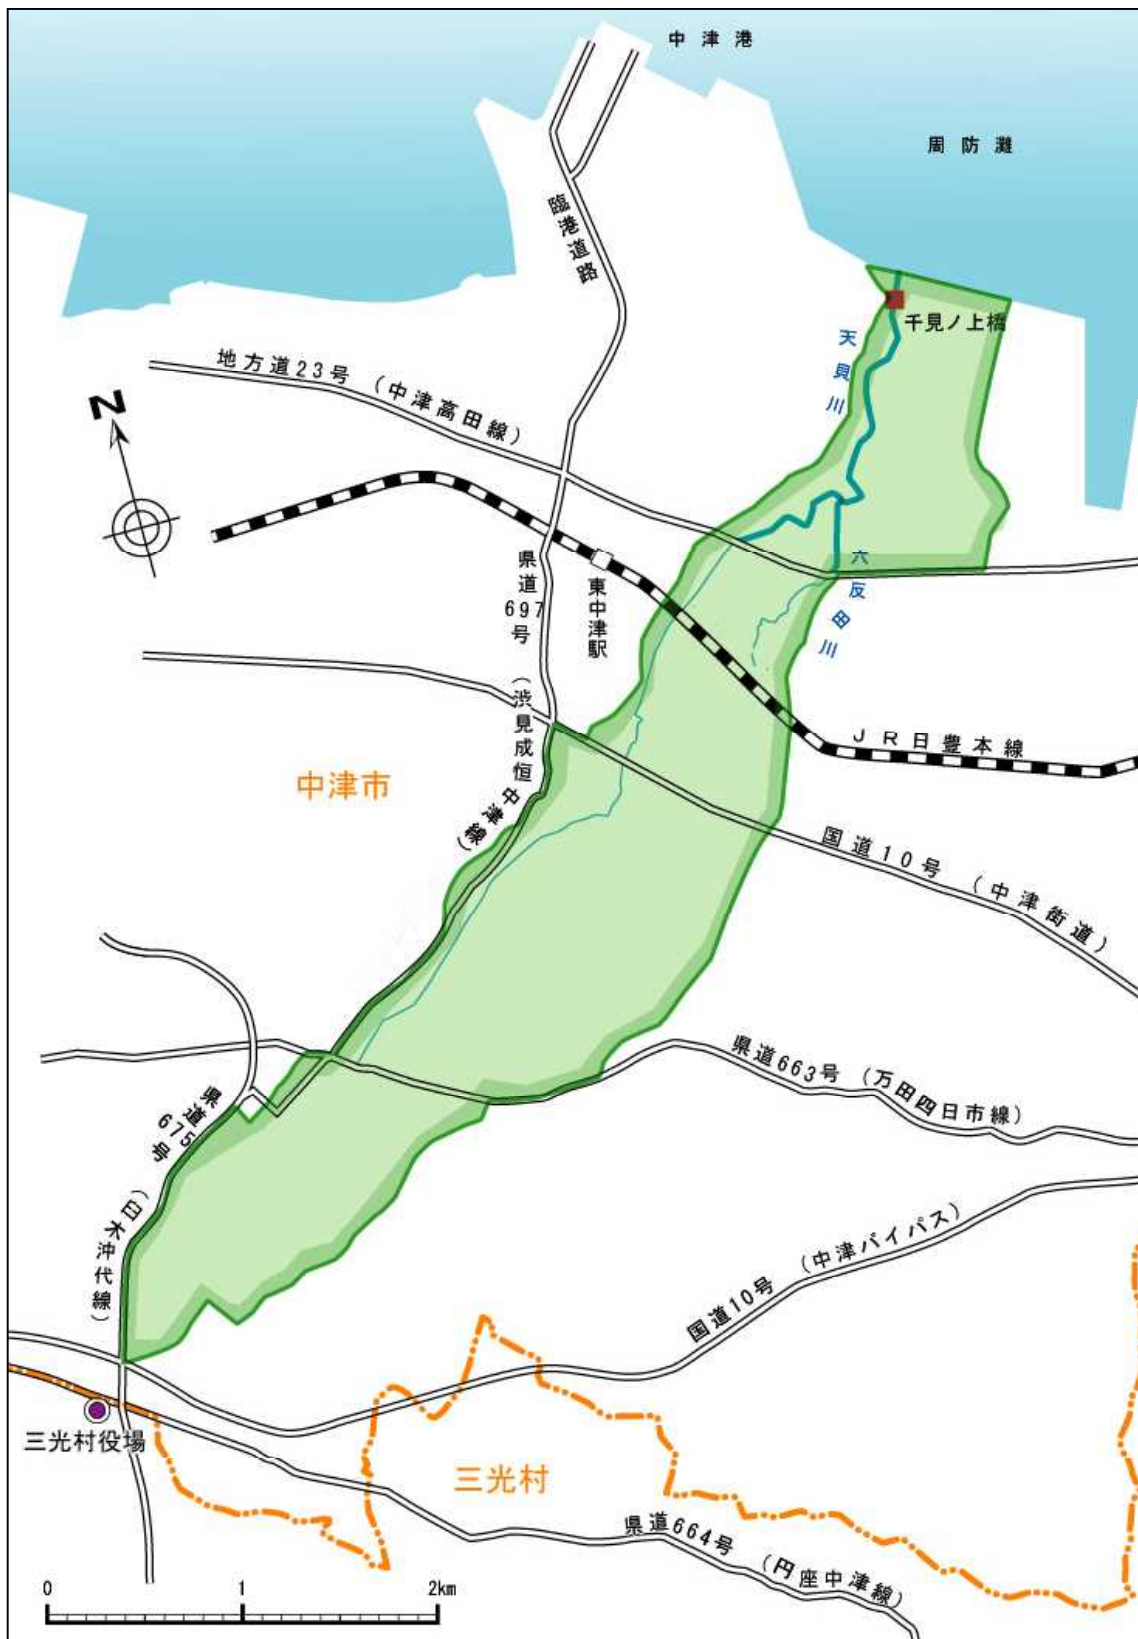 中津港
周防灘
臨港道路
千見ノ上橋
天貝川
地方道23号（中津高田線）
N
六反田川
県道697号（渋見成恒中津線）
東中津駅
JR日豊本線
中津市
国道10号（中津街道）
県道663号（万田四日市線）
県道675号（臼木沖代線）
国道10号（中津バイパス）
三光村役場
三光村
県道664号（円座中津線）
0 1 2km